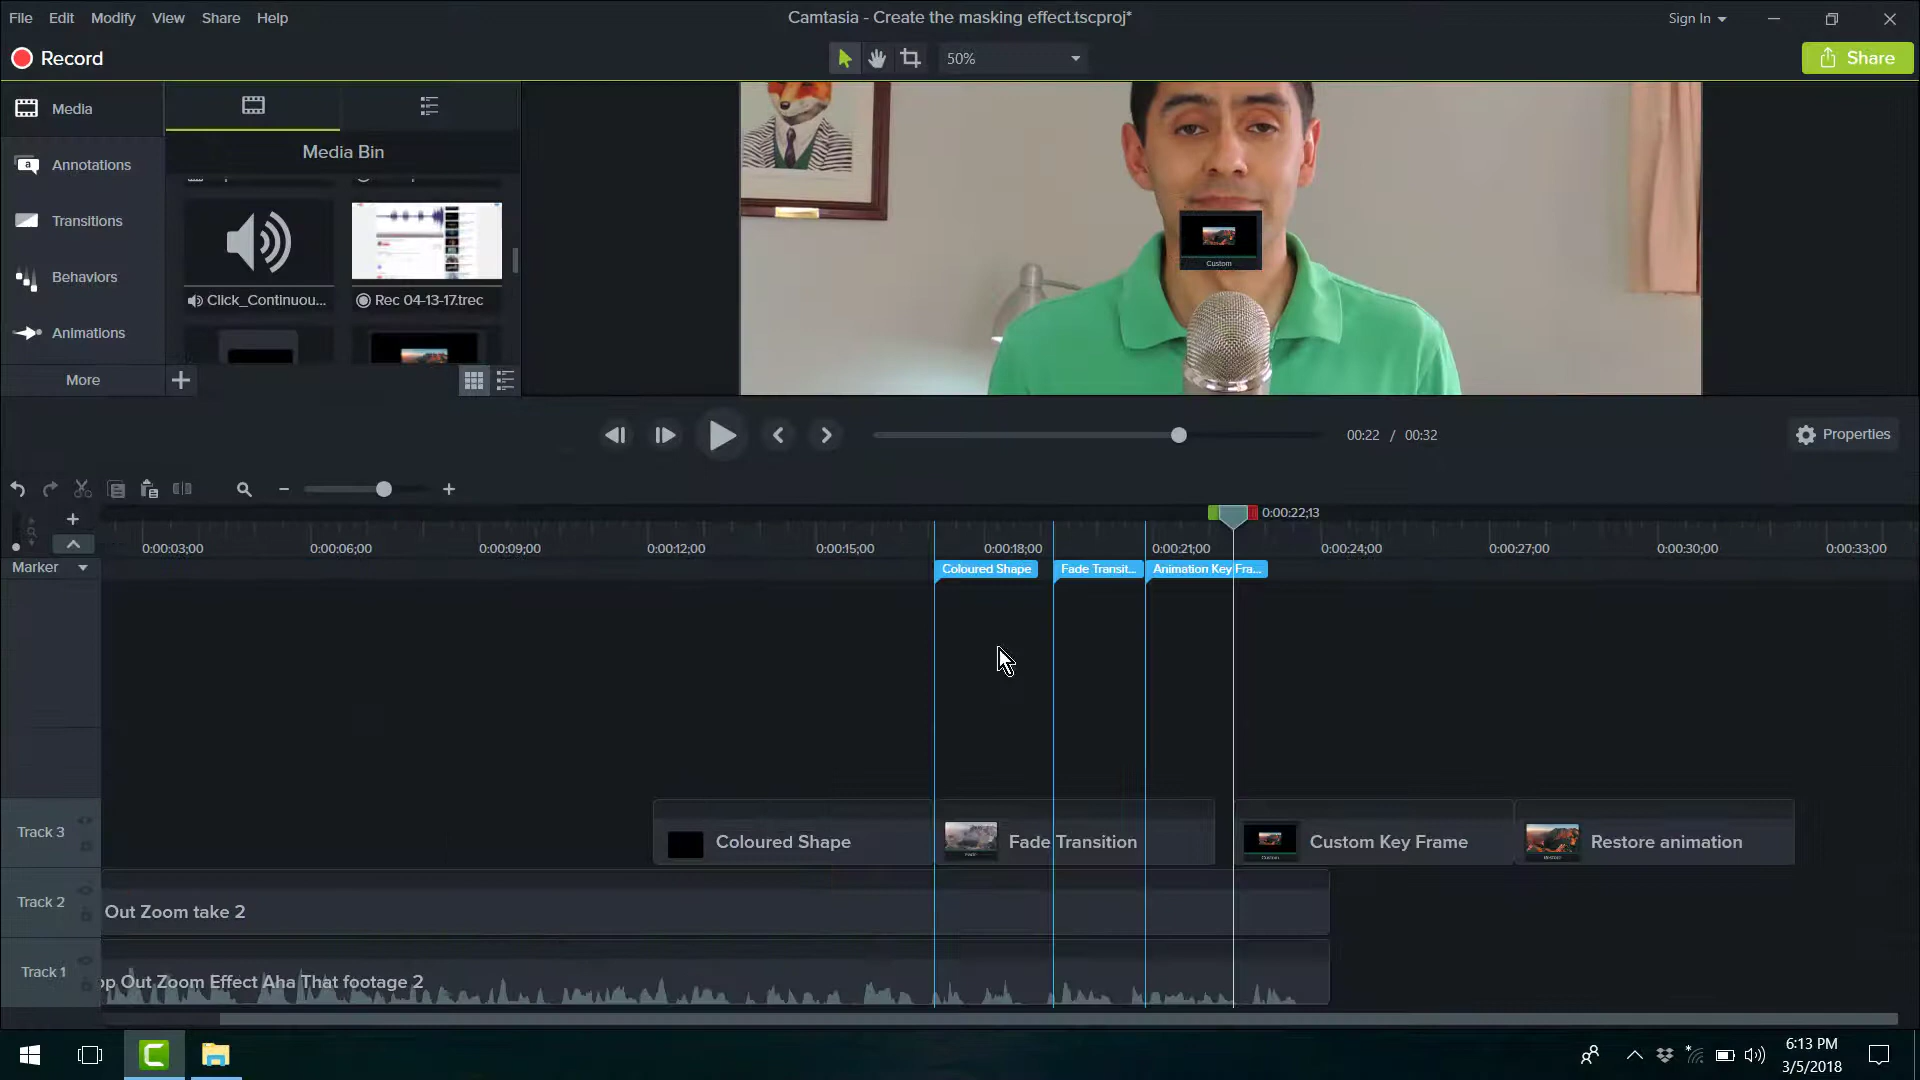 File Edit Modify View Share Help
Camtasia - Create the masking effect.tscproj*
Sign In
Record
50%
Share
Media
Annotations
Transitions
Behaviors
Animations
More
Media Bin
Click_Continuou...
Rec 04-13-17.trec
Custom
00:22 / 00:32
Properties
0:00:22;13
0:00:03;00 0:00:06;00 0:00:09;00 0:00:12;00 0:00:15;00 0:00:18;00 0:00:21;00 0:00:24;00 0:00:27;00 0:00:30;00 0:00:33;00
Marker
Coloured Shape
Fade Transit...
Animation Key Fra...
Track 3
Coloured Shape
Fade Transition
Custom Key Frame
Restore animation
Track 2
Out Zoom take 2
Track 1
op Out Zoom Effect Aha That footage 2
6:13 PM
3/5/2018